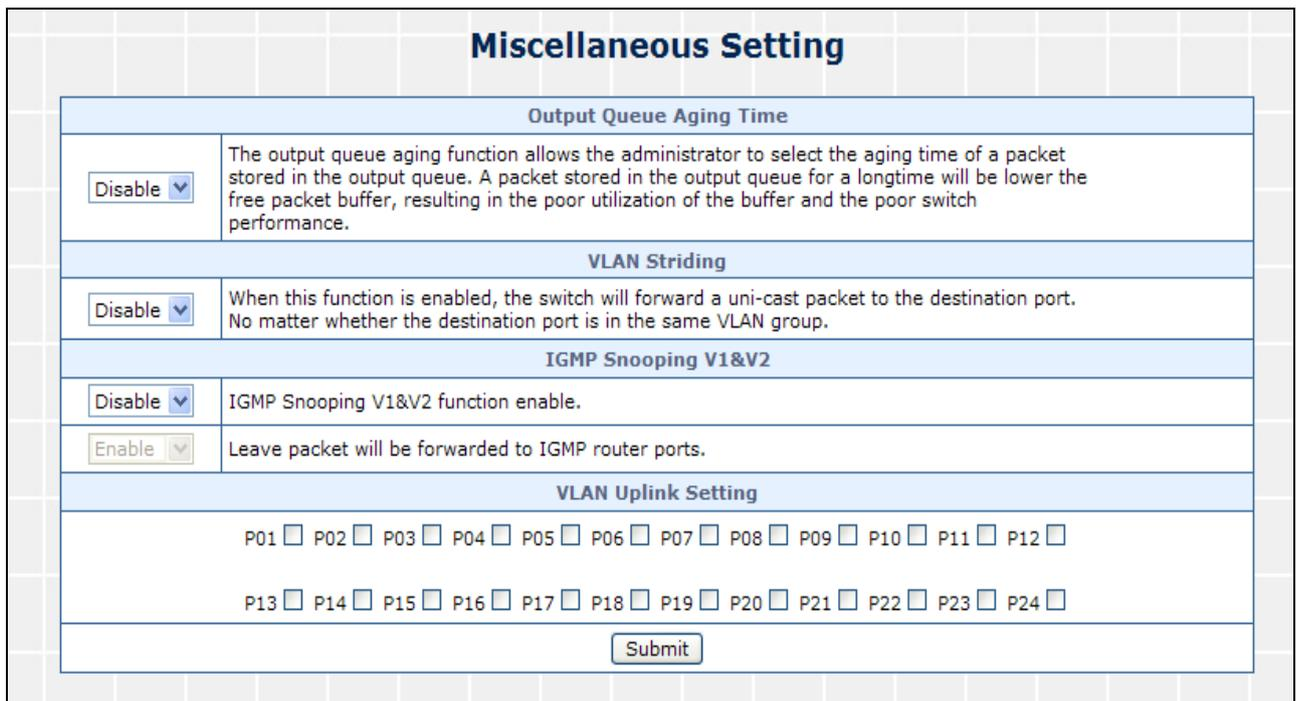 Miscellaneous Setting
Output Queue Aging Time
Disable
The output queue aging function allows the administrator to select the aging time of a packet
stored in the output queue. A packet stored in the output queue for a longtime will be lower the
free packet buffer, resulting in the poor utilization of the buffer and the poor switch
performance.
VLAN Striding
Disable
When this function is enabled, the switch will forward a uni-cast packet to the destination port.
No matter whether the destination port is in the same VLAN group.
IGMP Snooping V1&V2
Disable IGMP Snooping V1&V2 function enable.
Enable Leave packet will be forwarded to IGMP router ports.
VLAN Uplink Setting
P01 P02 P03 P04 P05 P06 P07 P08 P09 P10 P11 P12
P13 P14 P15 P16 P17 P18 P19 P20 P21 P22 P23 P24
Submit